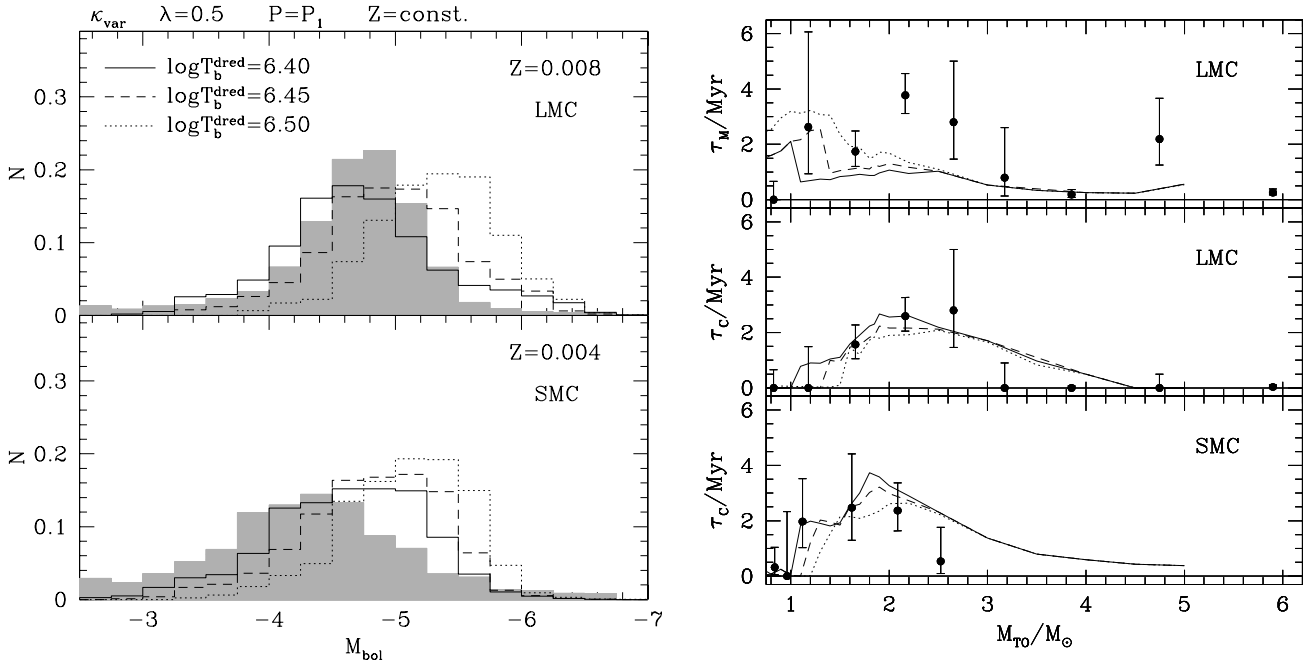 κvar λ=0.5 P=P1 Z=const.
logTbdred=6.40
logTbdred=6.45
logTbdred=6.50
Z=0.008
LMC
0.3
0.2
0.1
0
N
Z=0.004
SMC
0.3
0.2
0.1
0
N
−3 −4 −5 −6 −7
Mbol
LMC
6
4
2
0
τM/Myr
LMC
6
4
2
0
τC/Myr
SMC
6
4
2
0
τC/Myr
1 2 3 4 5 6
MTO/M⊙